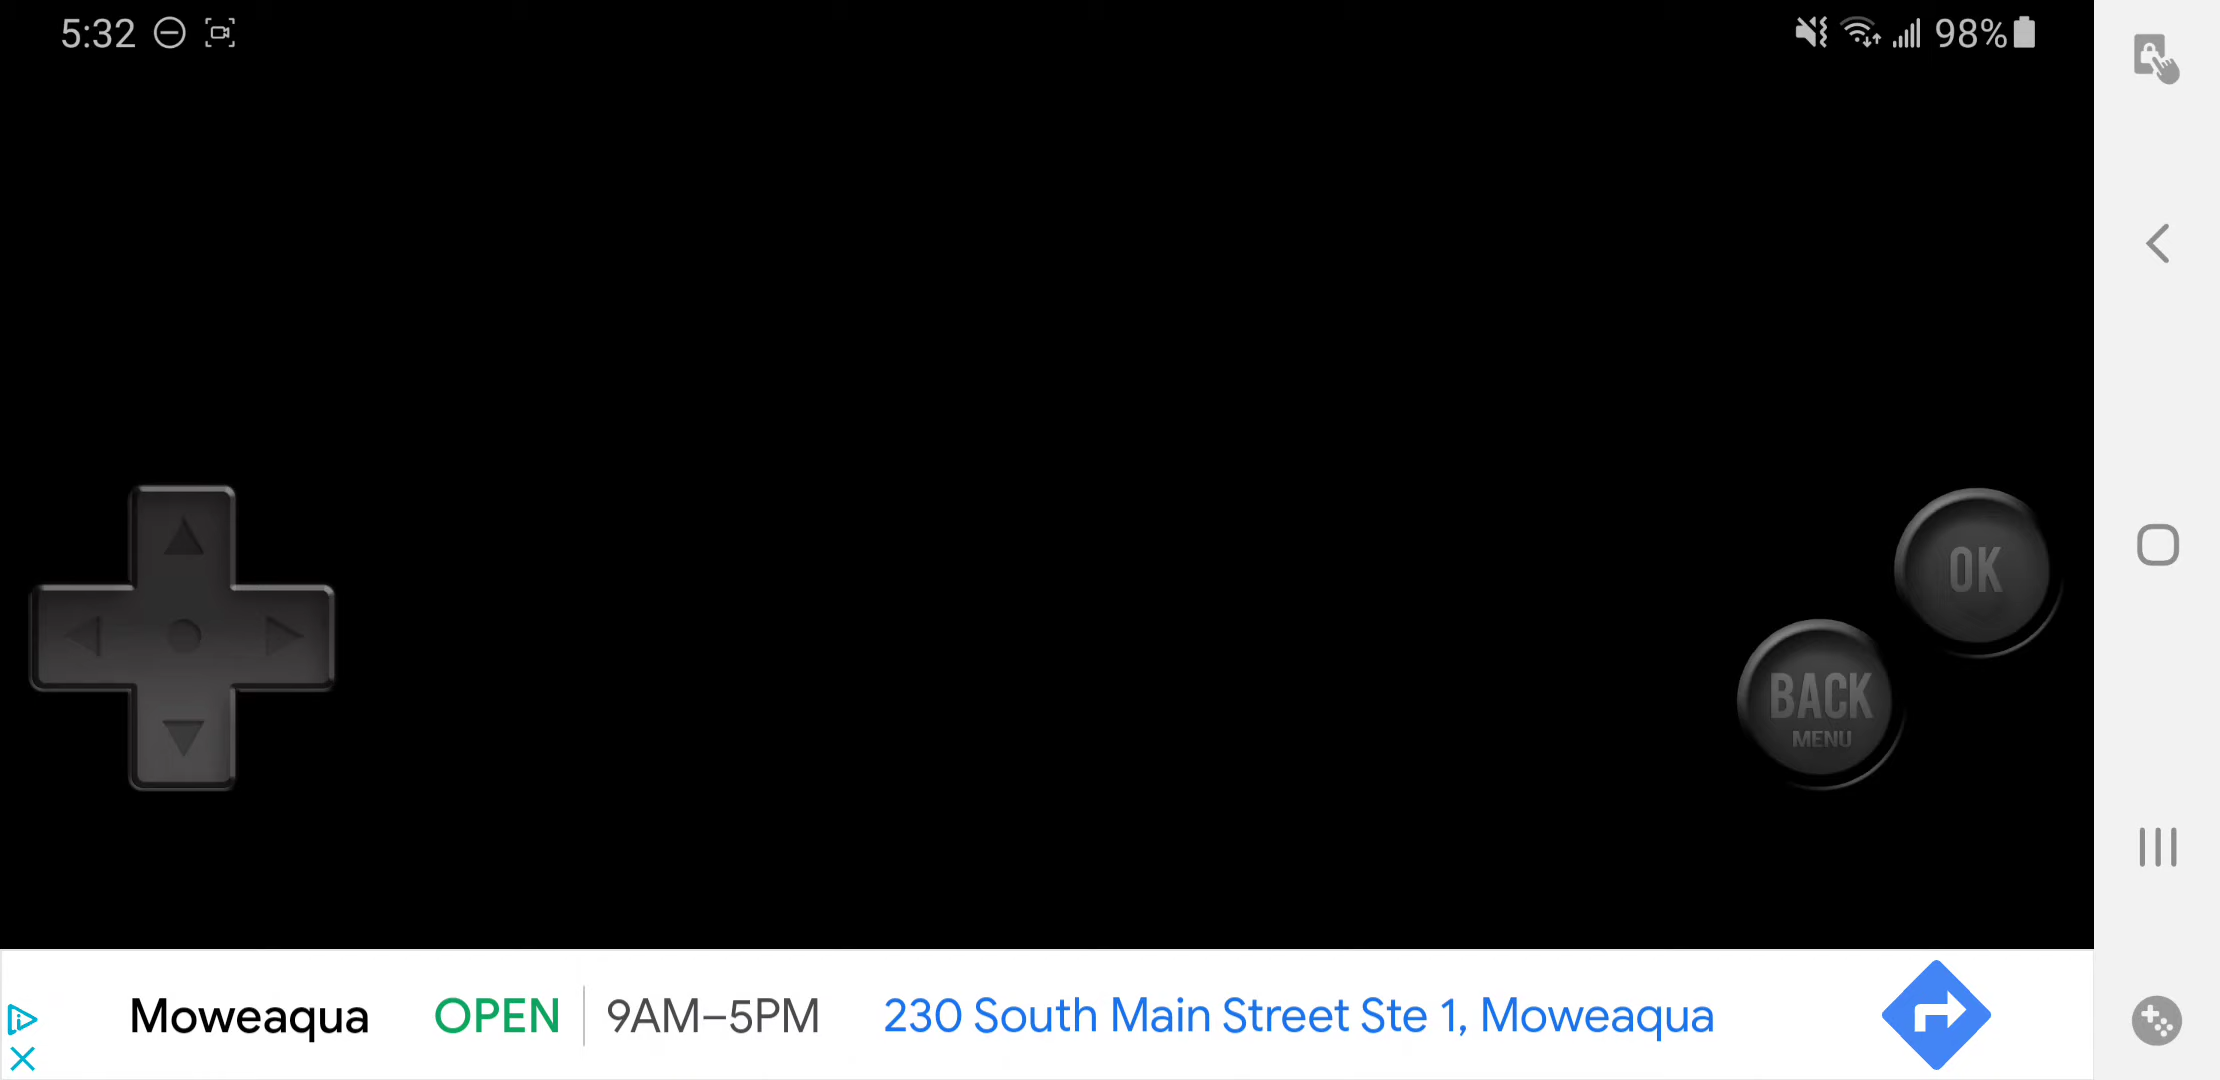 5:32
98%
OK
BACK
MENU
Moweaqua OPEN 9AM–5PM 230 South Main Street Ste 1, Moweaqua